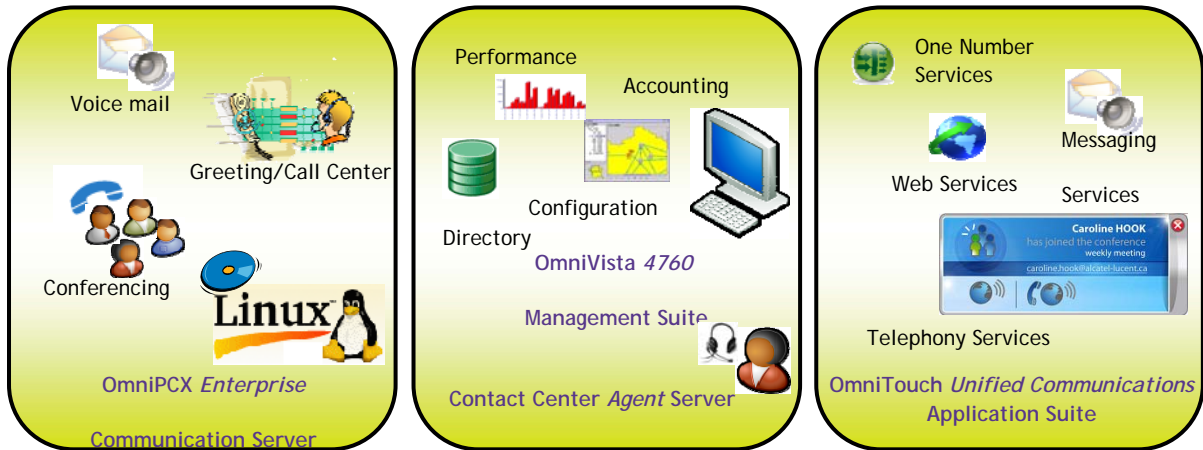 Voice mail
Greeting/Call Center
Conferencing
Linux™
OmniPCX Enterprise
Communication Server
Performance
Accounting
Configuration
Directory
OmniVista 4760
Management Suite
Contact Center Agent Server
One Number
Services
Messaging
Web Services
Services
Caroline HOOK
has joined the conference
weekly meeting
caroline.hook@alcatel-lucent.ca
Telephony Services
OmniTouch Unified Communications
Application Suite